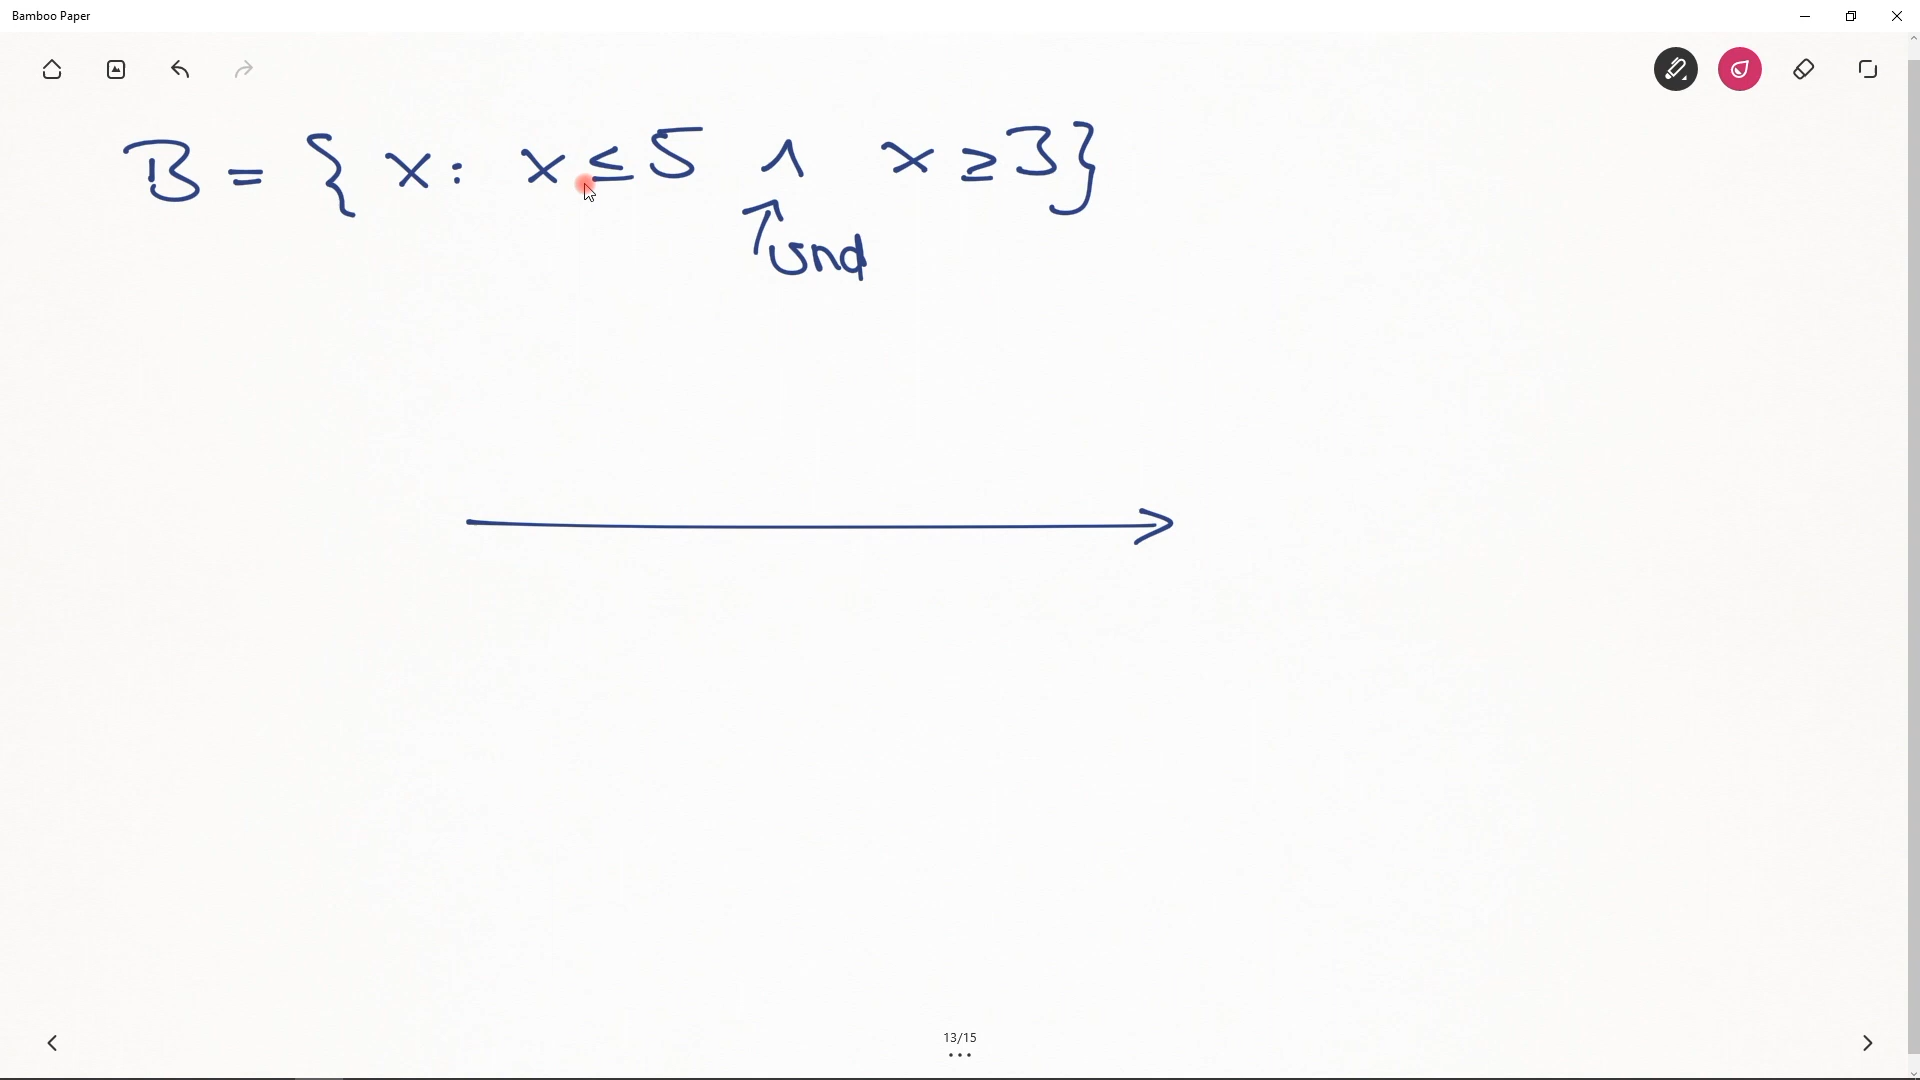 Bamboo Paper
B = { x : x ≤ 5 ∧ x ≥ 3 }
und
13/15